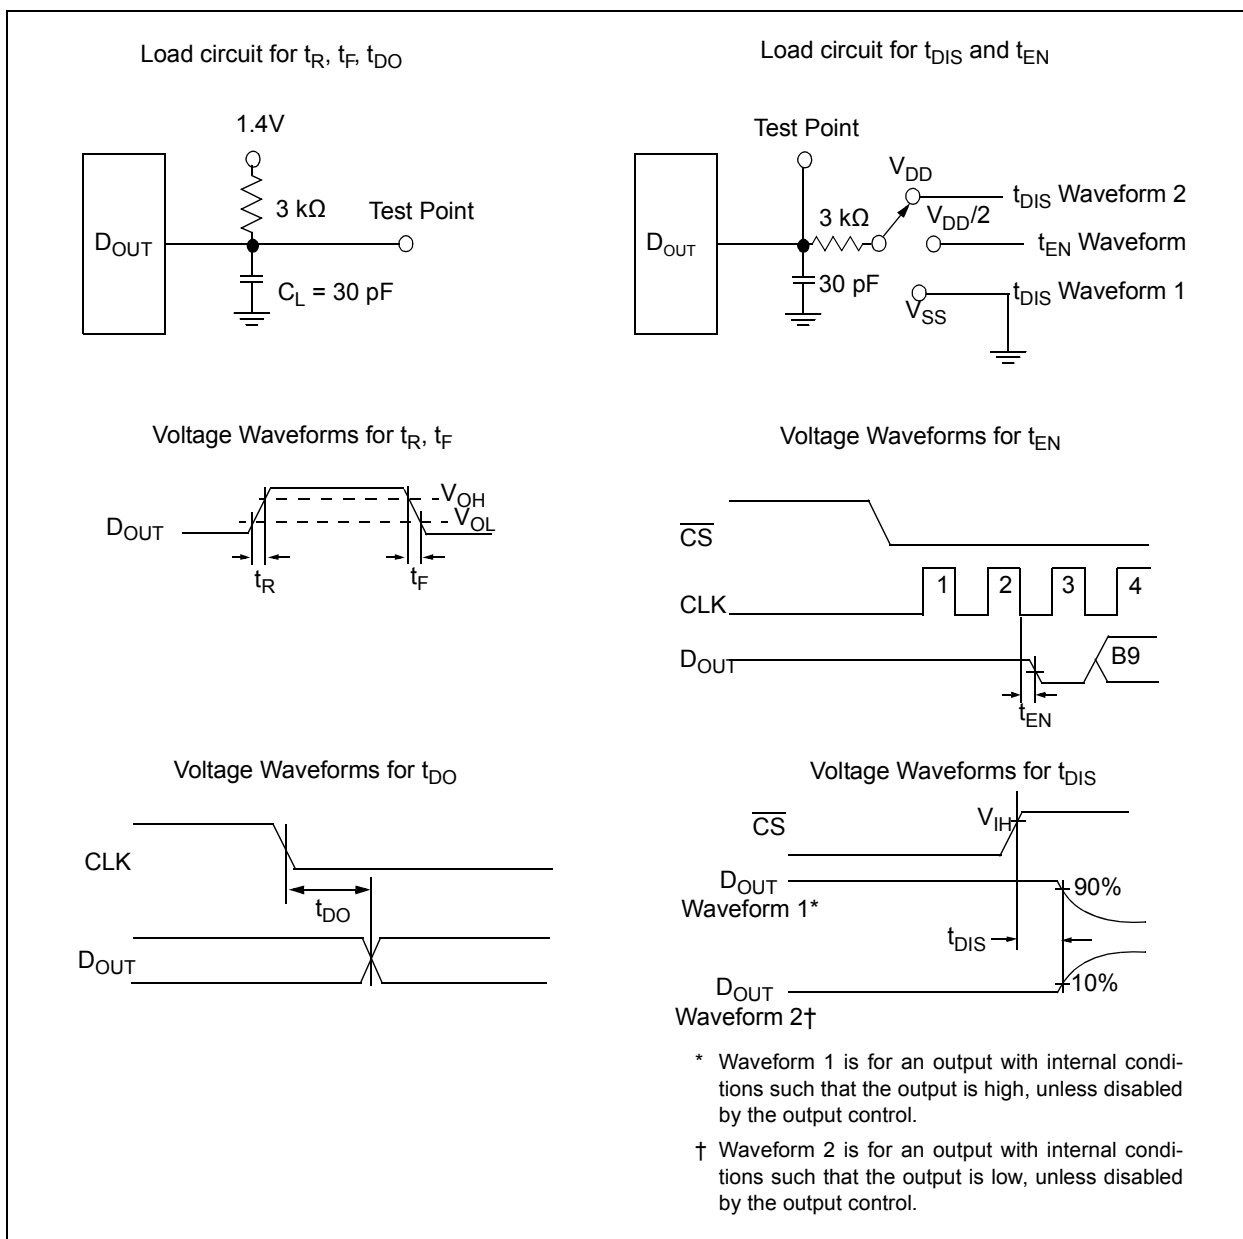 Load circuit for tR, tF, tDO
1.4V
3 kΩ
Test Point
DOUT
CL = 30 pF
Load circuit for tDIS and tEN
Test Point
VDD
tDIS Waveform 2
3 kΩ
VDD/2
DOUT
tEN Waveform
30 pF
tDIS Waveform 1
VSS
Voltage Waveforms for tR, tF
VOH
VOL
DOUT
tR
tF
Voltage Waveforms for tEN
CS
1 2 3 4
CLK
DOUT
B9
tEN
Voltage Waveforms for tDO
CLK
tDO
DOUT
Voltage Waveforms for tDIS
VIH
CS
DOUT
90%
Waveform 1*
tDIS
DOUT
10%
Waveform 2†
* Waveform 1 is for an output with internal condi-
tions such that the output is high, unless disabled
by the output control.
† Waveform 2 is for an output with internal condi-
tions such that the output is low, unless disabled
by the output control.